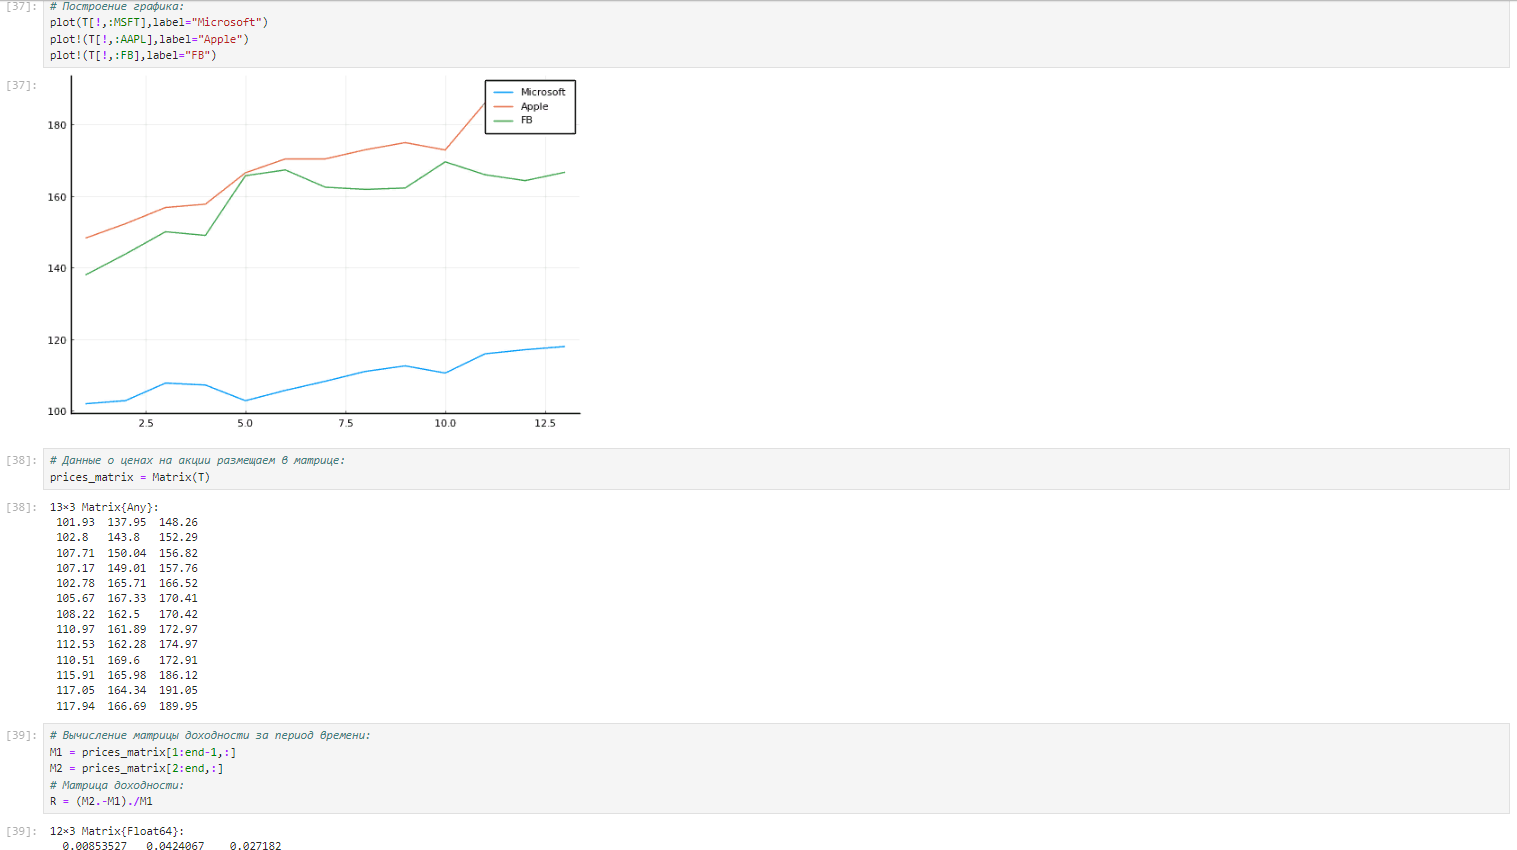 [37]:
# Построение графика:
plot(T[!,:MSFT],label="Microsoft")
plot!(T[!,:AAPL],label="Apple")
plot!(T[!,:FB],label="FB")
[37]:
Microsoft
Apple
FB
180
160
140
120
100
2.5 5.0 7.5 10.0 12.5
[38]:
# Данные о ценах на акции размещаем в матрице:
prices_matrix = Matrix(T)
[38]:
13×3 Matrix{Any}:
101.93 137.95 148.26
102.8 143.8 152.29
107.71 150.04 156.82
107.17 149.01 157.76
102.78 165.71 166.52
105.67 167.33 170.41
108.22 162.5 170.42
110.97 161.89 172.97
112.53 162.28 174.97
110.51 169.6 172.91
115.91 165.98 186.12
117.05 164.34 191.05
117.94 166.69 189.95
[39]:
# Вычисление матрицы доходности за период времени:
M1 = prices_matrix[1:end-1,:]
M2 = prices_matrix[2:end,:]
# Матрица доходности:
R = (M2.-M1)./M1
[39]:
12×3 Matrix{Float64}:
0.00853527 0.0424067 0.027182